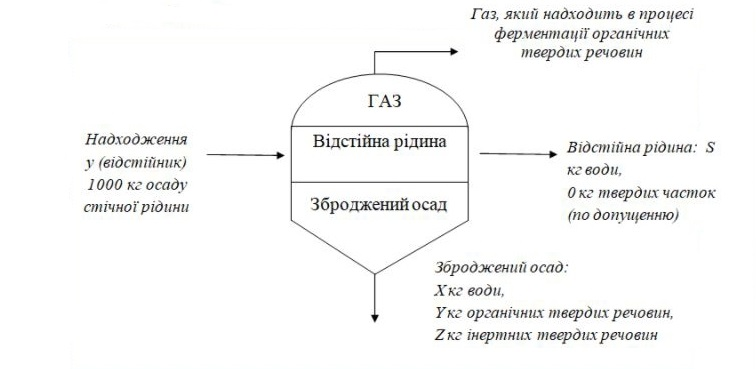 Газ, який надходить в процесі
ферментації органічних
твердих речовин
ГАЗ
Надходження
у (відстійник)
1000 кг осаду
стічної рідини
Відстійна рідина
Зброджений осад
Відстійна рідина: S
кг води,
0 кг твердих часток
(по допущенню)
Зброджений осад:
X кг води,
Y кг органічних твердих речовин,
Z кг інертних твердих речовин